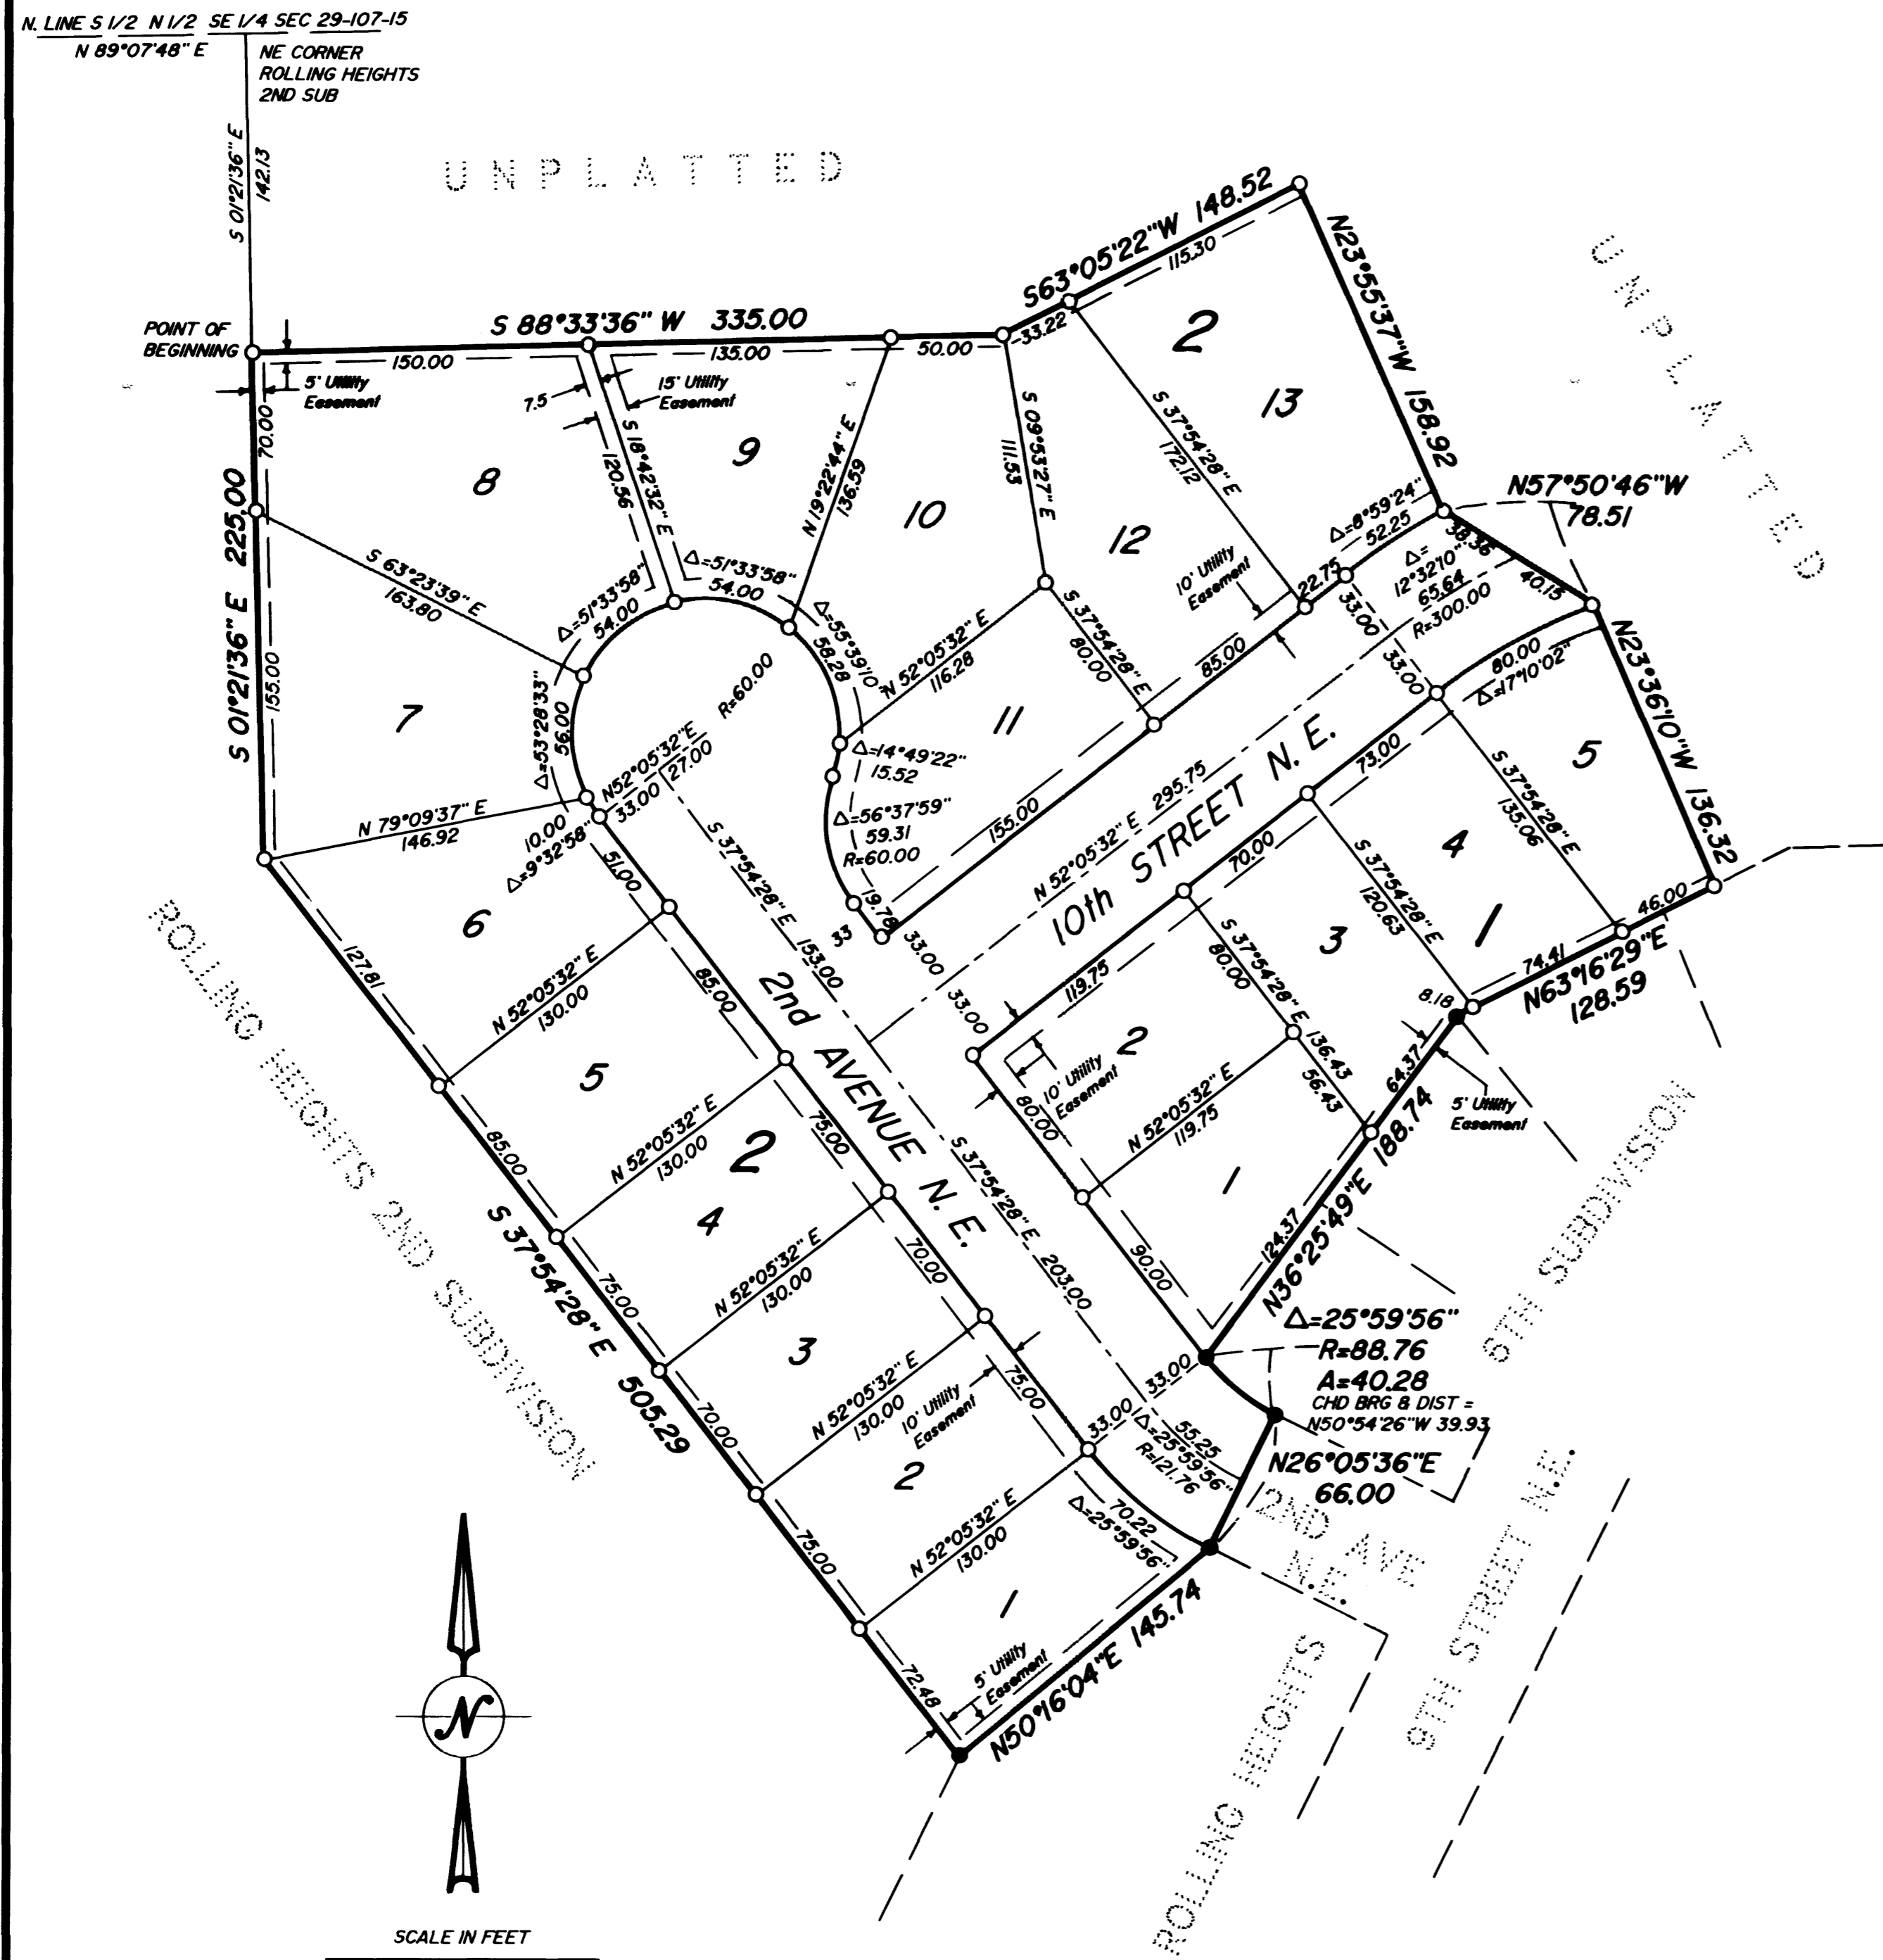 N. LINE S 1/2 N 1/2 SE 1/4 SEC 29-107-15
N 89°07'48" E
NE CORNER
ROLLING HEIGHTS
2ND SUB
S 01°21'36" E
142.13
UNPLATTED
UNPLATTED
POINT OF
BEGINNING
S 88°33'36" W 335.00
150.00
135.00
50.00
S63°05'22"W 148.52
33.22
115.30
N23°55'37"W 158.92
N57°50'46"W
78.51
38.36
40.15
N23°36'10"W 136.32
5' Utility
Easement
7.5
15' Utility
Easement
S 01°21'36" E 225.00
70.00
155.00
8
S 18°42'32" E
120.56
9
N 19°22'44" E
136.59
10
S 09°53'27" E
111.53
12
S 37°54'28" E
172.12
2
13
Δ=8°59'24"
52.25
Δ=
12°32'10"
65.64
R=300.00
22.75
33.00
33.00
10' Utility
Easement
85.00
80.00
Δ=17°10'02"
S 63°23'39" E
163.80
Δ=51°33'58"
54.00
Δ=51°33'58"
54.00
Δ=55°39'10"
58.28
N 52°05'32" E
116.28
S 37°54'28" E
80.00
7
Δ=53°28'33"
56.00
R=60.00
N52°05'32"E
27.00
33.00
11
Δ=14°49'22"
15.52
Δ=56°37'59"
59.31
R=60.00
155.00
19.78
N 79°09'37" E
146.92
10.00
Δ=9°32'58"
51.00
6
S 37°54'28" E 153.00
33
33.00
33.00
N 52°05'32" E 295.75
10th STREET N. E.
73.00
70.00
119.75
5
S 37°54'28" E
135.06
4
S 37°54'28" E
120.63
1
46.00
74.41
N63°16'29"E
128.59
8.18
3
S 37°54'28" E
80.00
136.43
56.43
2
10' Utility
Easement
80.00
N 52°05'32" E
119.75
64.37
5' Utility
Easement
N36°25'49"E 188.74
124.37
1
90.00
127.81
N 52°05'32" E
130.00
85.00
5
2nd AVENUE N. E.
85.00
N 52°05'32" E
130.00
2
75.00
4
S 37°54'28" E 203.00
S 37°54'28" E 505.29
75.00
N 52°05'32" E
130.00
70.00
3
70.00
N 52°05'32" E
130.00
10' Utility
Easement
75.00
2
75.00
N 52°05'32" E
130.00
33.00
33.00
55.25
Δ=25°59'56"
R=121.76
70.22
Δ=25°59'56"
Δ=25°59'56"
R=88.76
A=40.28
CHD BRG & DIST =
N50°54'26"W 39.93
N26°05'36"E
66.00
1
72.48
5' Utility
Easement
N50°16'04"E 145.74
ROLLING HEIGHTS 2ND SUBDIVISION
ROLLING HEIGHTS
6TH SUBDIVISION
2ND AVE
N.E.
9TH STREET N.E.
N
SCALE IN FEET